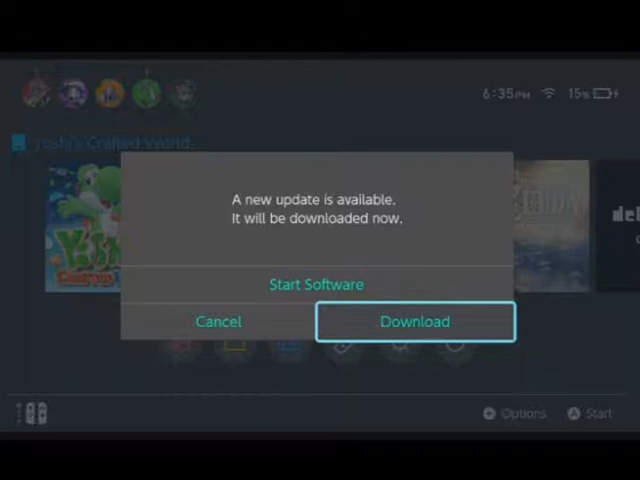 6:35PM 15%
Yoshi's Crafted World
A new update is available.
It will be downloaded now.
Start Software
Cancel Download
Options Start